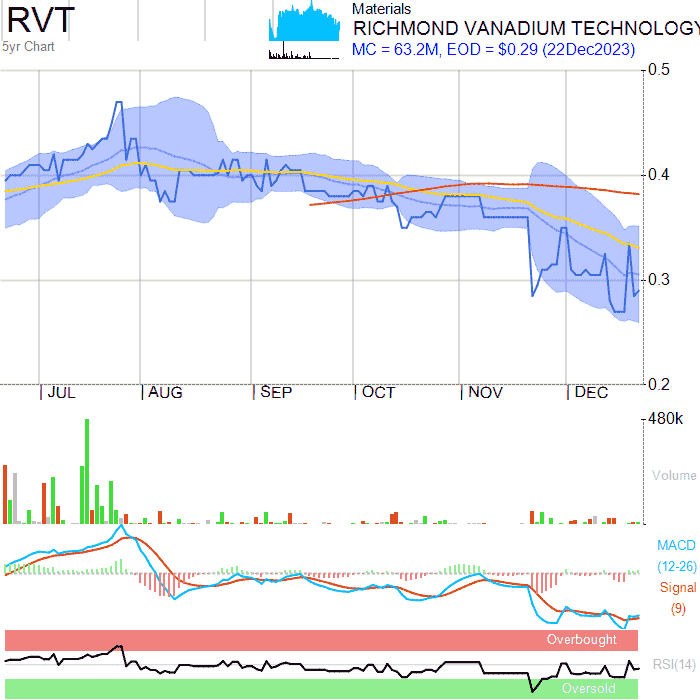 RVT
5yr Chart
Materials
RICHMOND VANADIUM TECHNOLOGY
MC = 63.2M, EOD = $0.29 (22Dec2023)
0.5
0.4
0.3
0.2
JUL AUG SEP OCT NOV DEC
480k
Volume
MACD
(12-26)
Signal
(9)
Overbought
RSI(14)
Oversold